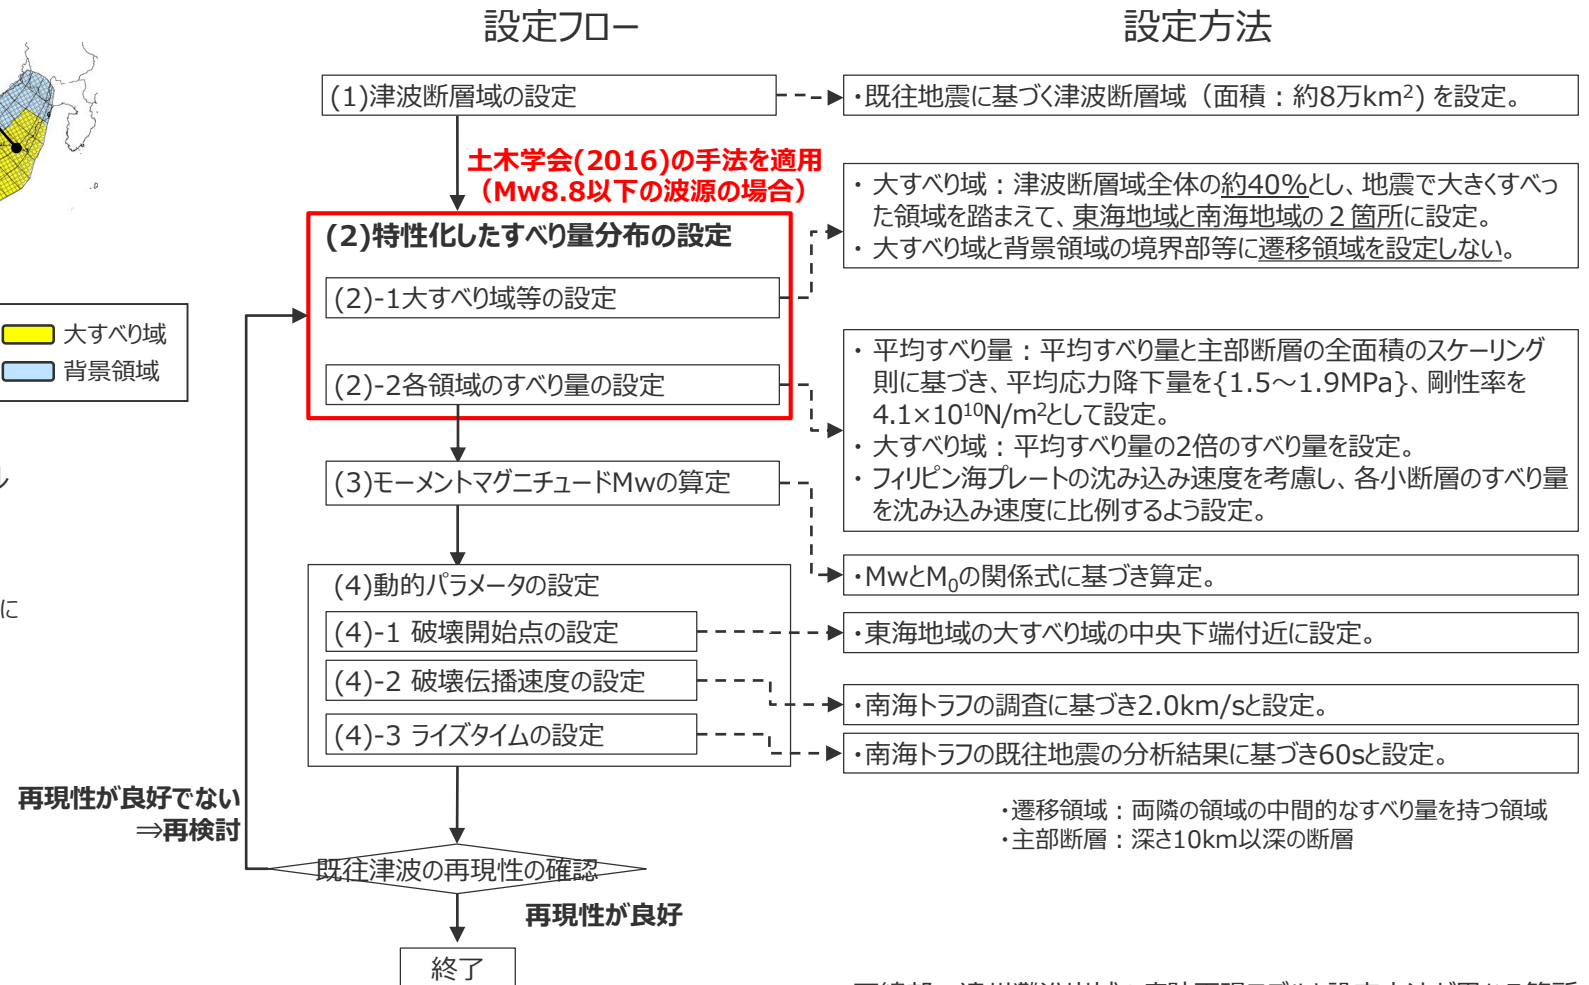 設定フロー
設定方法
(1)津波断層域の設定
・既往地震に基づく津波断層域（面積：約8万km²）を設定。
土木学会(2016)の手法を適用
（Mw8.8以下の波源の場合）
(2)特性化したすべり量分布の設定
・ 大すべり域：津波断層域全体の約40%とし、地震で大きくすべっ
た領域を踏まえて、東海地域と南海地域の２箇所に設定。
・ 大すべり域と背景領域の境界部等に遷移領域を設定しない。
(2)-1大すべり域等の設定
大すべり域
背景領域
(2)-2各領域のすべり量の設定
・ 平均すべり量：平均すべり量と主部断層の全面積のスケーリング
則に基づき、平均応力降下量を{1.5～1.9MPa}、剛性率を
4.1×10¹⁰N/m²として設定。
・ 大すべり域：平均すべり量の2倍のすべり量を設定。
・ フィリピン海プレートの沈み込み速度を考慮し、各小断層のすべり量
を沈み込み速度に比例するよう設定。
(3)モーメントマグニチュードMwの算定
・MwとM₀の関係式に基づき算定。
(4)動的パラメータの設定
に
(4)-1 破壊開始点の設定
・東海地域の大すべり域の中央下端付近に設定。
(4)-2 破壊伝播速度の設定
・南海トラフの調査に基づき2.0km/sと設定。
(4)-3 ライズタイムの設定
・南海トラフの既往地震の分析結果に基づき60sと設定。
再現性が良好でない
⇒再検討
・遷移領域：両隣の領域の中間的なすべり量を持つ領域
・主部断層：深さ10km以深の断層
既往津波の再現性の確認
再現性が良好
終了